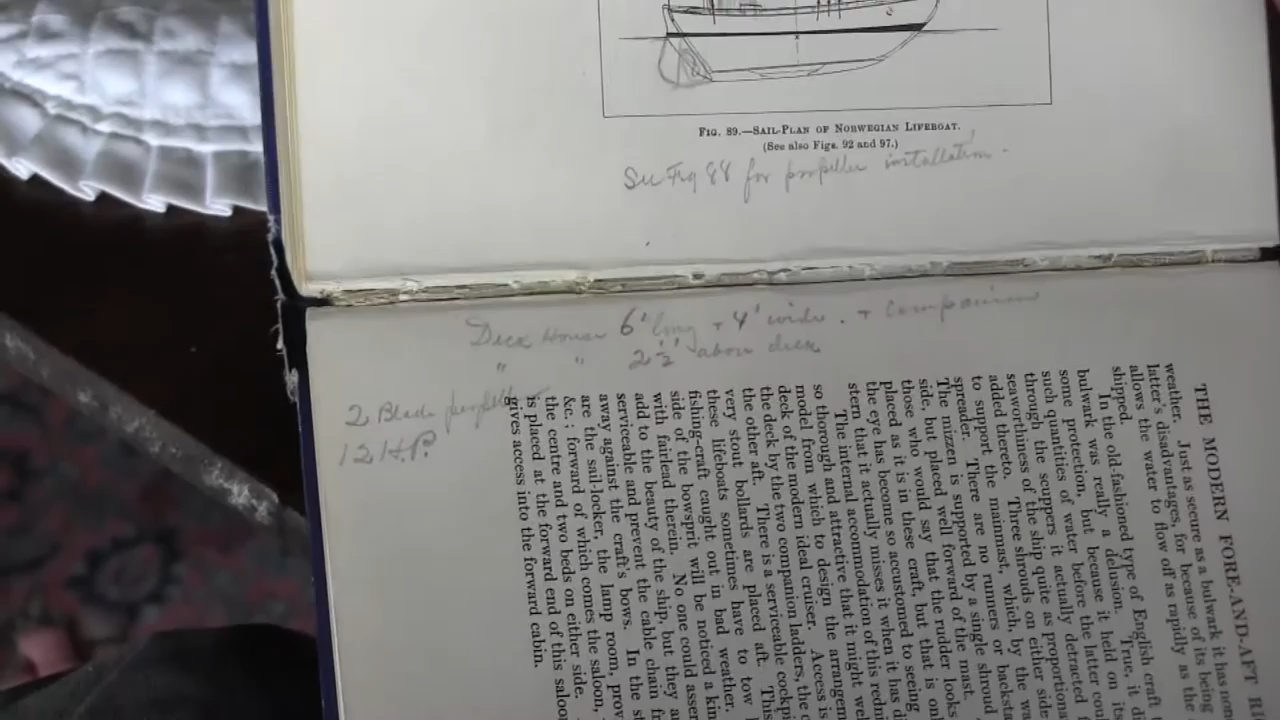 FIG. 89.—SAIL-PLAN OF NORWEGIAN LIFEBOAT.
(See also Figs. 92 and 97.)
See Fig 88 for propeller installation.
Deck House 6' long + 4' wide. + Companion
" " 2½' above deck
2 Blade propeller
12 H.P.
THE MODERN FORE-AND-AFT
weather. Just as secure as a bulwark it has non
latter's disadvantages, for because of its being
allows the water to flow off as rapidly as the
shipped.
In the old-fashioned type of English craft
bulwark was really a delusion. True, it
some protection, but because it held on
such quantities of water before the latter
through the scuppers it actually detracted
seaworthiness of the ship quite as proportiona
added thereto. Three shrouds on either side
to support the mainmast, which, by the
spreader. There are no runners or
The mizzen is supported by a single shroud
side, but placed well forward of the mast.
those who would say that the rudder looks
placed as it is in these craft, but that is
the eye has become so accustomed to seeing
stern that it actually misses it when it has
The internal accommodation of this
so thorough and attractive that it might
model from which to design the
deck of the modern ideal cruiser. Access is
the deck by the two companion ladders, the
the other aft. There is a serviceable
very stout bollards are placed aft. This
these lifeboats sometimes have to tow
fishing-craft caught out in bad weather.
side of the bowsprit will be noticed a
with fairlead therein. No one could
add to the beauty of the ship, but they
serviceable and prevent the cable chain
away against the craft's bows. In the
are the sail-locker, the lamp room,
&c.; forward of which comes the saloon,
the centre and two beds on either side.
is placed at the forward end of this
gives access into the forward cabin.